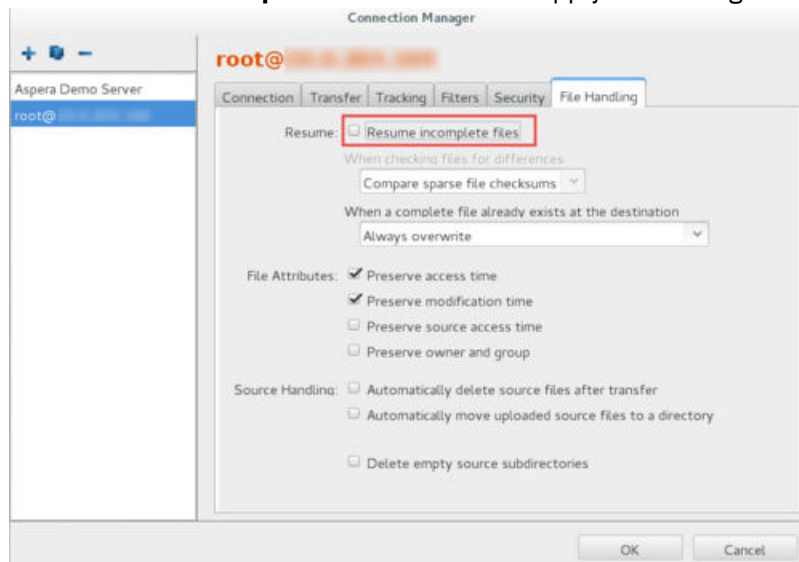 Connection Manager
root@
Aspera Demo Server
root@
Connection Transfer Tracking Filters Security File Handling
Resume: Resume incomplete files
When checking files for differences
Compare sparse file checksums
When a complete file already exists at the destination
Always overwrite
File Attributes: Preserve access time
Preserve modification time
Preserve source access time
Preserve owner and group
Source Handling: Automatically delete source files after transfer
Automatically move uploaded source files to a directory
Delete empty source subdirectories
OK Cancel